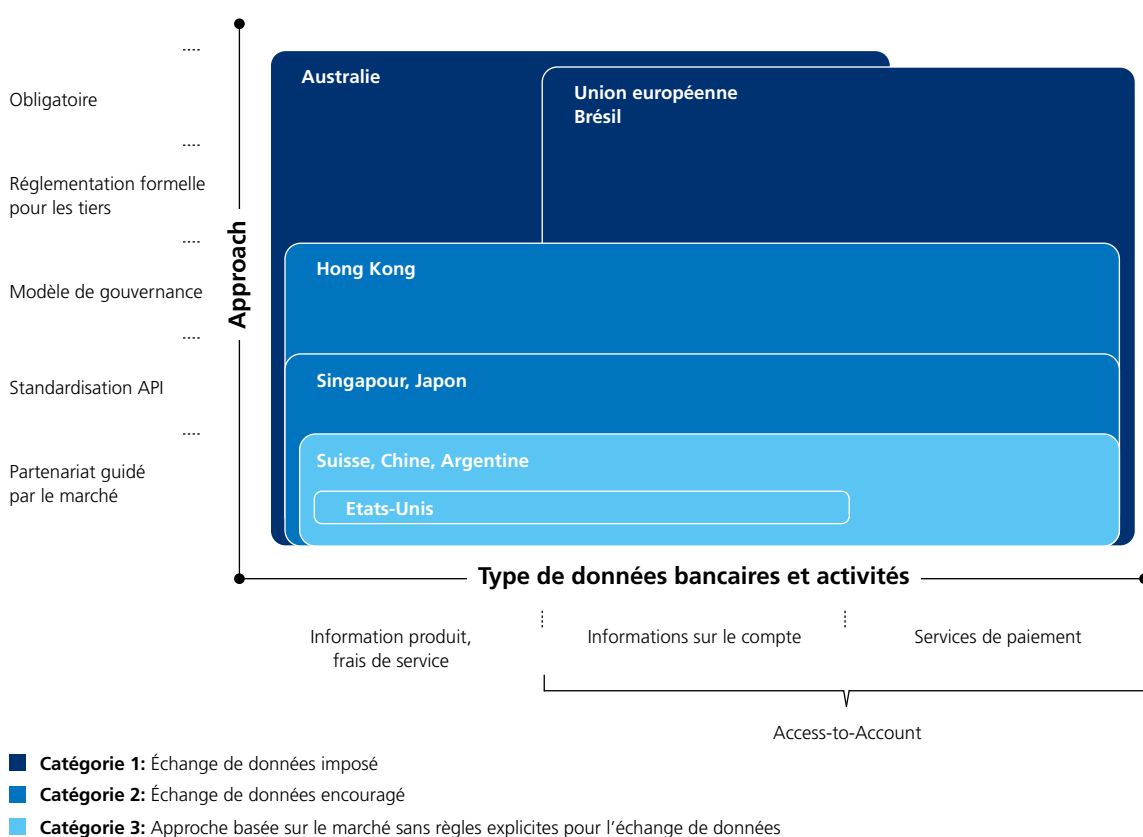 ....
Obligatoire
....
Réglementation formelle
pour les tiers
....
Modèle de gouvernance
....
Standardisation API
....
Partenariat guidé
par le marché
Approach
Australie
Union européenne
Brésil
Hong Kong
Singapour, Japon
Suisse, Chine, Argentine
Etats-Unis
Type de données bancaires et activités
Information produit,
frais de service
Informations sur le compte
Services de paiement
Access-to-Account
Catégorie 1: Échange de données imposé
Catégorie 2: Échange de données encouragé
Catégorie 3: Approche basée sur le marché sans règles explicites pour l'échange de données